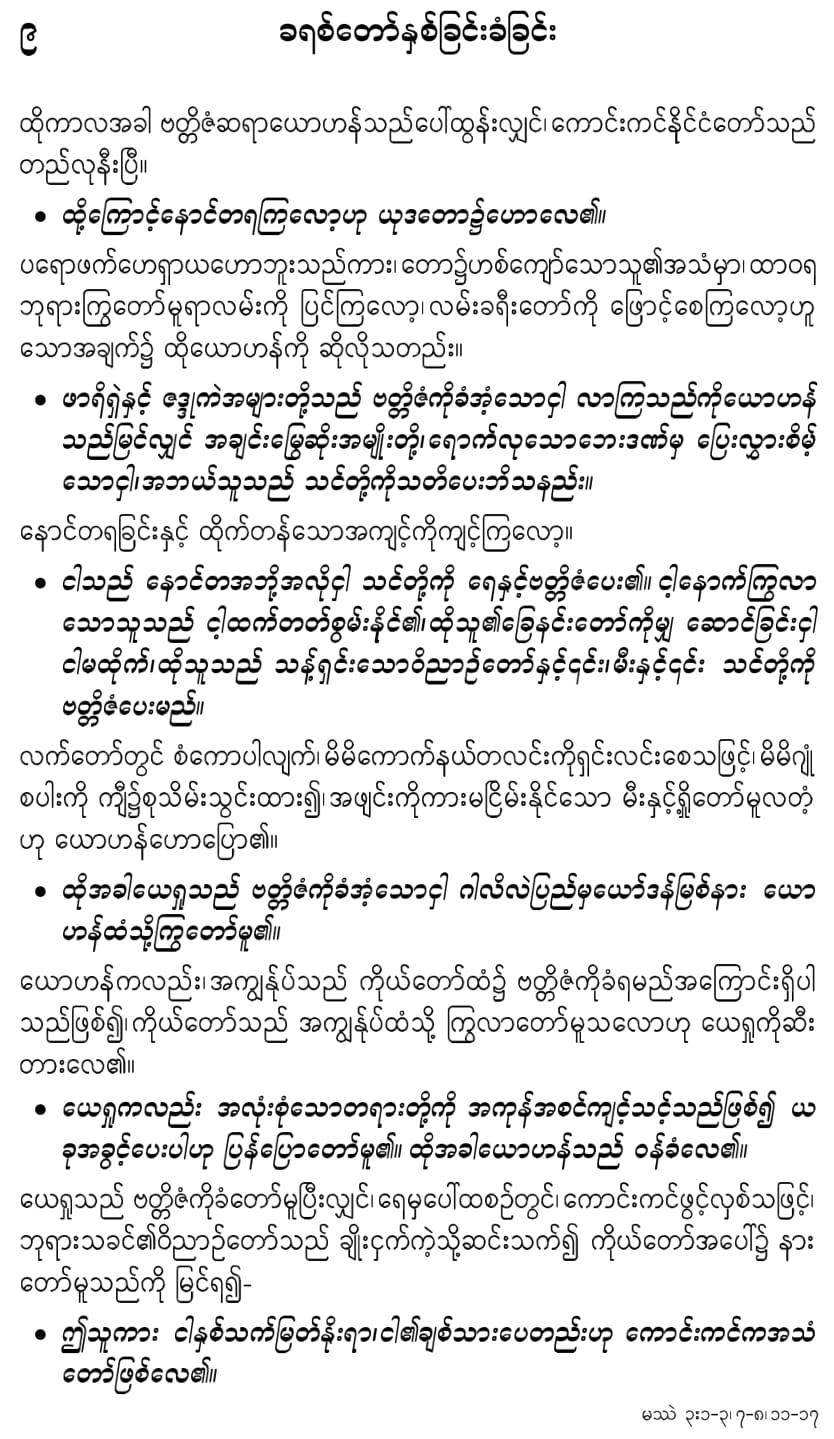 ၉ ခရစ်တော်နှစ်ခြင်းခံခြင်း
ထိုကာလအခါ ဗတ္တိဇံဆရာယောဟန်သည်ပေါ်ထွန်းလျှင်၊ကောင်းကင်နိုင်ငံတော်သည်
တည်လုနီးပြီ။
• ထို့ကြောင့်နောင်တရကြလော့ဟု ယုဒတော၌ဟောလေ၏။
ပရောဖက်ဟေရှာယဟောဘူးသည်ကား၊တော၌ဟစ်ကျော်သောသူ၏အသံမှာ၊ထာဝရ
ဘုရားကြွတော်မူရာလမ်းကို ပြင်ကြလော့၊လမ်းခရီးတော်ကို ဖြောင့်စေကြလော့ဟူ
သောအချက်၌ ထိုယောဟန်ကို ဆိုလိုသတည်း။
• ဖာရိရှဲနှင့် ဇဒ္ဒုကဲအများတို့သည် ဗတ္တိဇံကိုခံအံ့သောငှါ လာကြသည်ကိုယောဟန်
သည်မြင်လျှင် အချင်းမြွေဆိုးအမျိုးတို့၊ရောက်လုသောဘေးဒဏ်မှ ပြေးလွှားစိမ့်
သောငှါ၊အဘယ်သူသည် သင်တို့ကိုသတိပေးဘိသနည်း။
နောင်တရခြင်းနှင့် ထိုက်တန်သောအကျင့်ကိုကျင့်ကြလော့။
• ငါသည် နောင်တအဘို့အလိုငှါ သင်တို့ကို ရေနှင့်ဗတ္တိဇံပေး၏။ ငါ့နောက်ကြွလာ
သောသူသည် ငါ့ထက်တတ်စွမ်းနိုင်၏၊ထိုသူ၏ခြေနင်းတော်ကိုမျှ ဆောင်ခြင်းငှါ
ငါမထိုက်၊ထိုသူသည် သန့်ရှင်းသောဝိညာဉ်တော်နှင့်၎င်း၊မီးနှင့်၎င်း သင်တို့ကို
ဗတ္တိဇံပေးမည်။
လက်တော်တွင် စံကောပါလျက်၊မိမိကောက်နယ်တလင်းကိုရှင်းလင်းစေသဖြင့်၊မိမိဂျုံ
စပါးကို ကျီ၌စုသိမ်းသွင်းထား၍၊အဖျင်းကိုကားမငြိမ်းနိုင်သော မီးနှင့်ရှို့တော်မူလတံ့
ဟု ယောဟန်ဟောပြော၏။
• ထိုအခါယေရှုသည် ဗတ္တိဇံကိုခံအံ့သောငှါ ဂါလိလဲပြည်မှယော်ဒန်မြစ်နား ယော
ဟန်ထံသို့ကြွတော်မူ၏။
ယောဟန်ကလည်း၊အကျွန်ုပ်သည် ကိုယ်တော်ထံ၌ ဗတ္တိဇံကိုခံရမည်အကြောင်းရှိပါ
သည်ဖြစ်၍၊ကိုယ်တော်သည် အကျွန်ုပ်ထံသို့ ကြွလာတော်မူသလောဟု ယေရှုကိုဆီး
တားလေ၏။
• ယေရှုကလည်း အလုံးစုံသောတရားတို့ကို အကုန်အစင်ကျင့်သင့်သည်ဖြစ်၍ ယ
ခုအခွင့်ပေးပါဟု ပြန်ပြောတော်မူ၏။ ထိုအခါယောဟန်သည် ဝန်ခံလေ၏။
ယေရှုသည် ဗတ္တိဇံကိုခံတော်မူပြီးလျှင်၊ရေမှပေါ်ထစဉ်တွင်၊ကောင်းကင်ဖွင့်လှစ်သဖြင့်၊
ဘုရားသခင်၏ဝိညာဉ်တော်သည် ချိုးငှက်ကဲ့သို့ဆင်းသက်၍ ကိုယ်တော်အပေါ်၌ နား
တော်မူသည်ကို မြင်ရ၍-
• ဤသူကား ငါနှစ်သက်မြတ်နိုးရာ၊ငါ၏ချစ်သားပေတည်းဟု ကောင်းကင်ကအသံ
တော်ဖြစ်လေ၏။
မဿဲ ၃း၁-၃၊၇-၈၊၁၁-၁၇